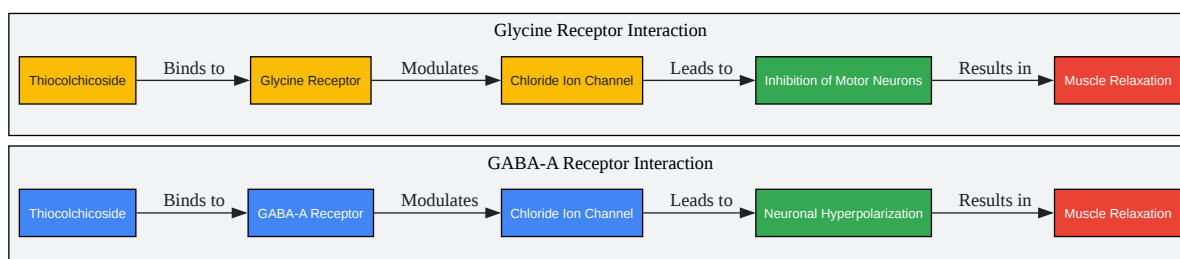 Glycine Receptor Interaction
Thiocolchicoside Binds to Glycine Receptor Modulates Chloride Ion Channel Leads to Inhibition of Motor Neurons Results in Muscle Relaxation
GABA-A Receptor Interaction
Thiocolchicoside Binds to GABA-A Receptor Modulates Chloride Ion Channel Leads to Neuronal Hyperpolarization Results in Muscle Relaxation